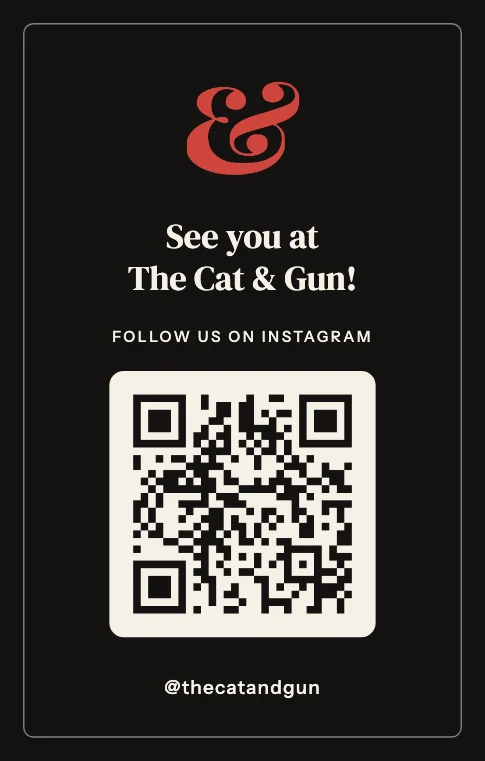 &
See you at
The Cat & Gun!
FOLLOW US ON INSTAGRAM
@thecatandgun